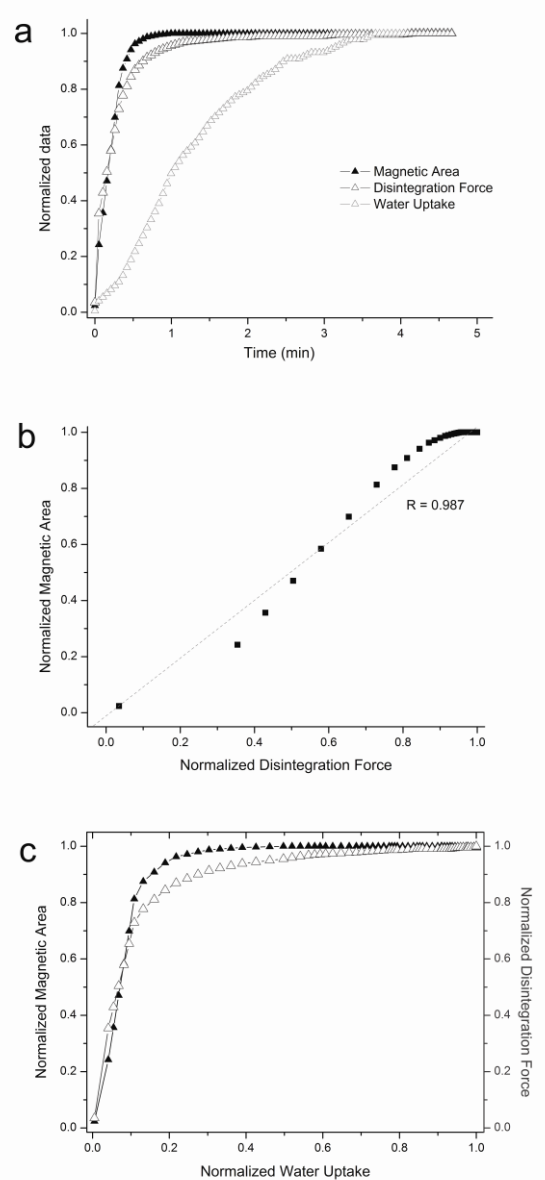 a
1.0
0.8
0.6
0.4
0.2
0.0
Normalized data
Magnetic Area
Disintegration Force
Water Uptake
0 1 2 3 4 5
Time (min)
b
1.0
0.8
0.6
0.4
0.2
0.0
Normalized Magnetic Area
R = 0.987
0.0 0.2 0.4 0.6 0.8 1.0
Normalized Disintegration Force
c
1.0
0.8
0.6
0.4
0.2
0.0
Normalized Magnetic Area
1.0
0.8
0.6
0.4
0.2
0.0
Normalized Disintegration Force
0.0 0.2 0.4 0.6 0.8 1.0
Normalized Water Uptake